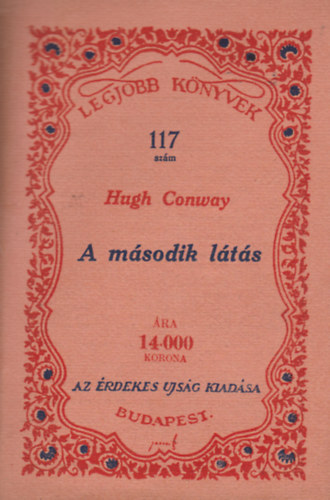 LEGJOBB KÖNYVEK
117
szám
Hugh Conway
A második látás
ÁRA
14·000
KORONA
AZ ÉRDEKES UJSÁG KIADÁSA
BUDAPEST.